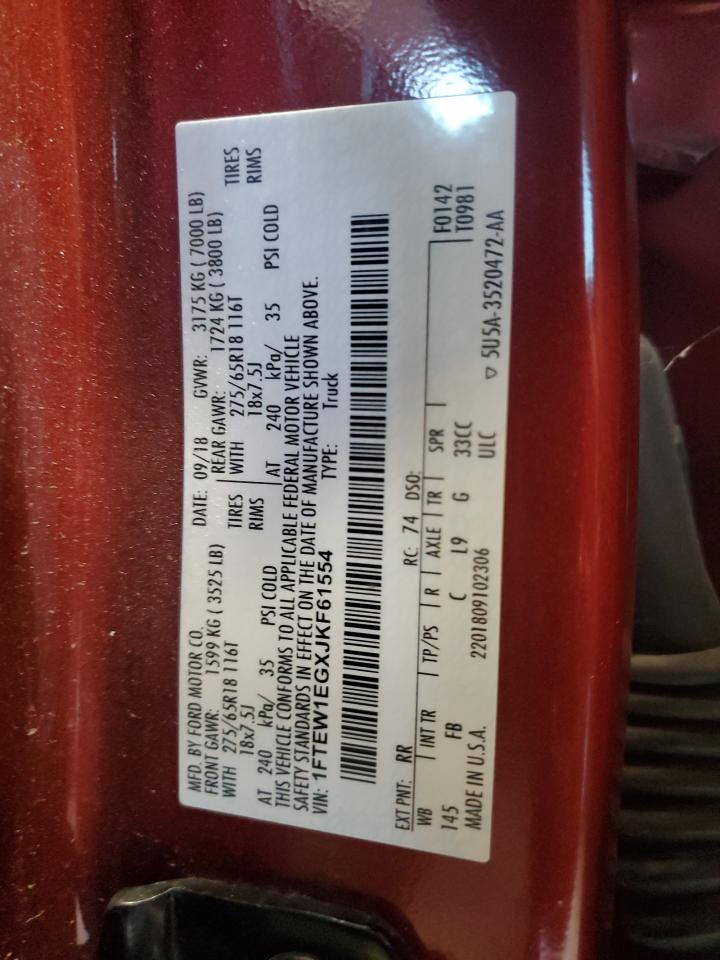 MFD. BY FORD MOTOR CO. DATE: 09/18 GVWR: 3175 KG ( 7000 LB)
FRONT GAWR: 1599 KG ( 3525 LB) REAR GAWR: 1724 KG ( 3800 LB)
WITH 275/65R18 116T TIRES WITH 275/65R18 116T TIRES
18x7.5J RIMS 18x7.5J RIMS
AT 240 kPa/ 35 PSI COLD AT 240 kPa/ 35 PSI COLD
THIS VEHICLE CONFORMS TO ALL APPLICABLE FEDERAL MOTOR VEHICLE
SAFETY STANDARDS IN EFFECT ON THE DATE OF MANUFACTURE SHOWN ABOVE.
VIN: 1FTEW1EGXJKF61554 TYPE: Truck
EXT PNT: RR RC: 74 DSO:
WB INT TR TP/PS R AXLE TR SPR F0142
145 FB C L9 G 33CC T0981
MADE IN U.S.A. 2201809102306 ULC ▽ 5U5A-3520472-AA